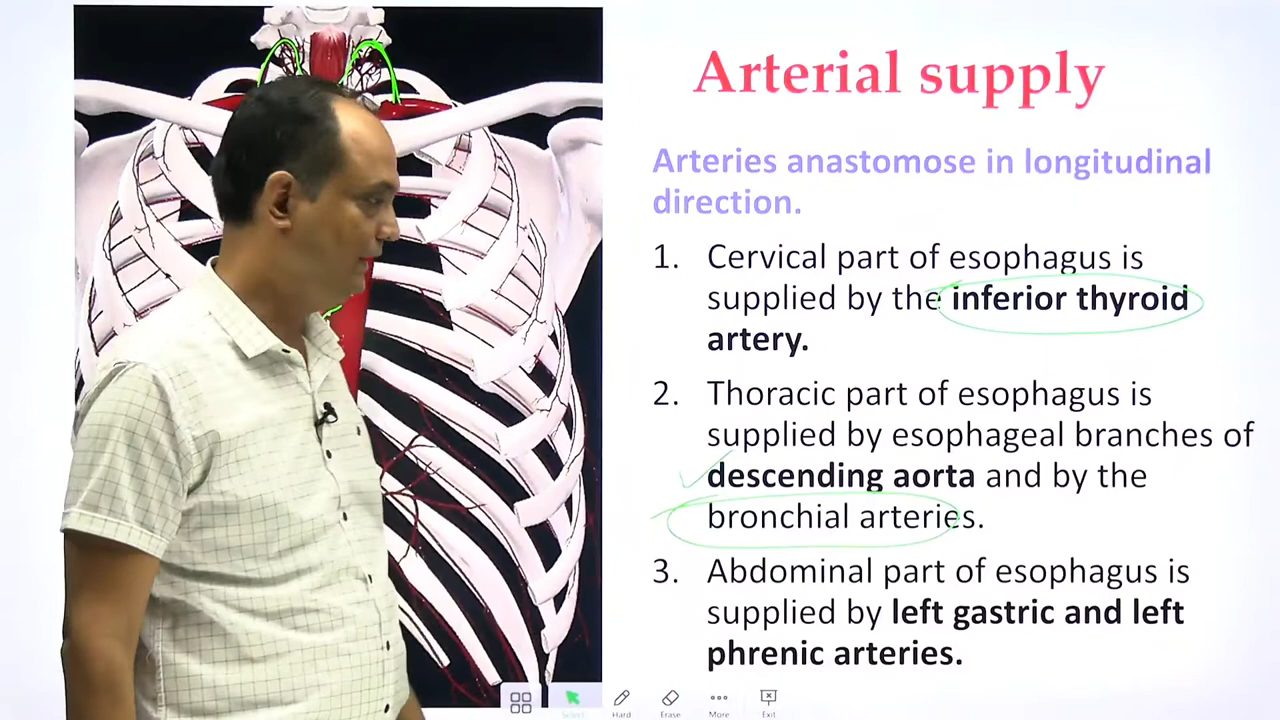 Arterial supply
Arteries anastomose in longitudinal
direction.
1. Cervical part of esophagus is
supplied by the inferior thyroid
artery.
2. Thoracic part of esophagus is
supplied by esophageal branches of
descending aorta and by the
bronchial arteries.
3. Abdominal part of esophagus is
supplied by left gastric and left
phrenic arteries.
Select Hard Erase More Exit